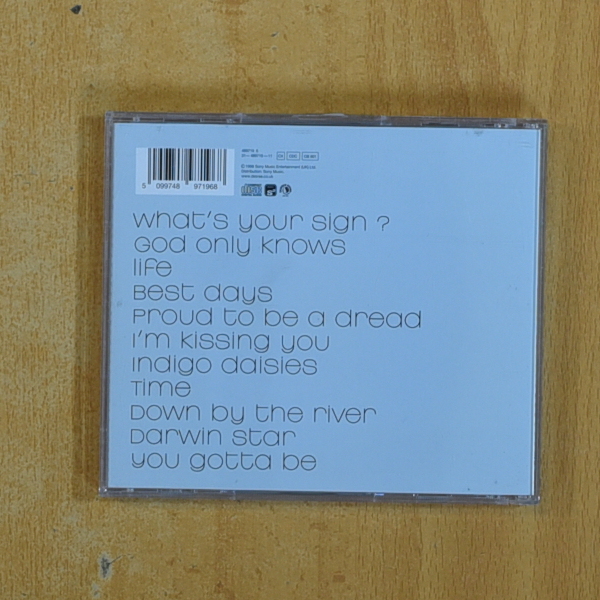 What's your sign ?
God only knows
life
Best days
Proud to be a dread
I'm kissing you
Indigo daisies
Time
Down by the river
Darwin star
you gotta be
5 099748 971968